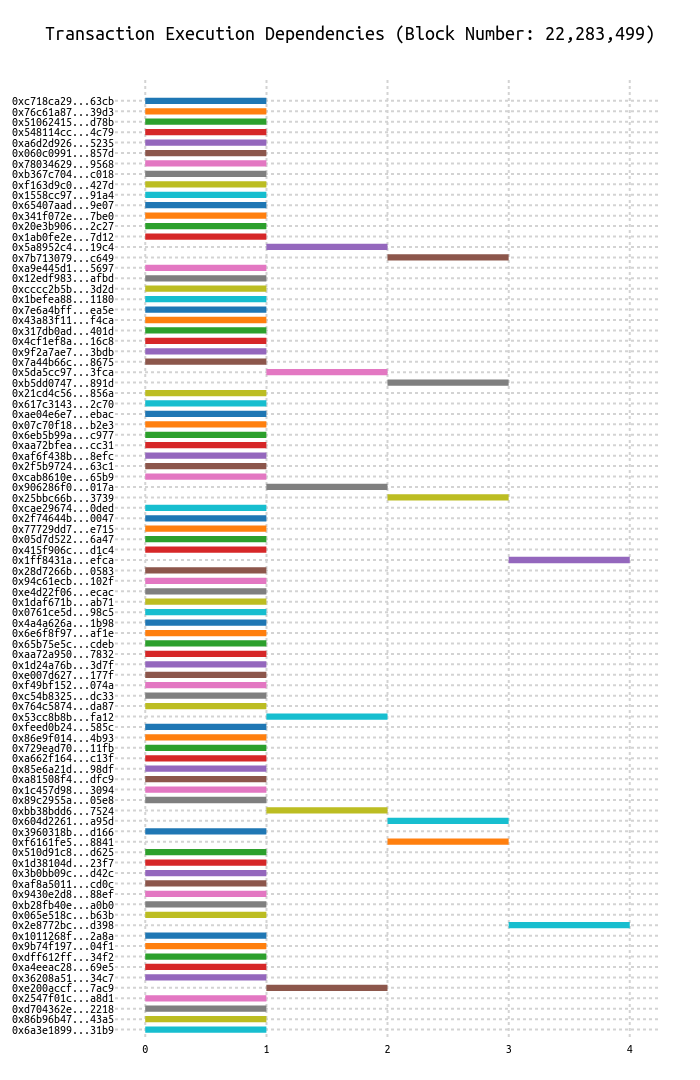 Transaction Execution Dependencies (Block Number: 22,283,499)
0xc718ca29...63cb
0x76c61a87...39d3
0x51062415...d78b
0x548114cc...4c79
0xa6d2d926...5235
0x060c0991...857d
0x78034629...9568
0xb367c704...c018
0xf163d9c0...427d
0x1558cc97...91a4
0x65407aad...9e07
0x341f072e...7be0
0x20e3b906...2c27
0x1ab0fe2e...7d12
0x5a8952c4...19c4
0x7b713079...c649
0xa9e445d1...5697
0x12edf983...afbd
0xcccc2b5b...3d2d
0x1befea88...1180
0x7e6a4bff...ea5e
0x43a83f11...f4ca
0x317db0ad...401d
0x4cf1ef8a...16c8
0x9f2a7ae7...3bdb
0x7a44b66c...8675
0x5da5cc97...3fca
0xb5dd0747...891d
0x21cd4c56...856a
0x617c3143...2c70
0xae04e6e7...ebac
0x07c70f18...b2e3
0x6eb5b99a...c977
0xaa72bfea...cc31
0xaf6f438b...8efc
0x2f5b9724...63c1
0xcab8610e...65b9
0x906286f0...017a
0x25bbc66b...3739
0xcae29674...0ded
0x2f74644b...0047
0x77729dd7...e715
0x05d7d522...6a47
0x415f906c...d1c4
0x1ff8431a...efca
0x28d7266b...0583
0x94c61ecb...102f
0xe4d22f06...ecac
0x1daf671b...ab71
0x0761ce5d...98c5
0x4a4a626a...1b98
0x6e6f8f97...af1e
0x65b75e5c...cdeb
0xaa72a950...7832
0x1d24a76b...3d7f
0xe007d627...177f
0xf49bf152...074a
0xc54b8325...dc33
0x764c5874...da87
0x53cc8b8b...fa12
0xfeed0b24...585c
0x86e9f014...4b93
0x729ead70...11fb
0xa662f164...c13f
0x85e6a21d...98df
0xa81508f4...dfc9
0x1c457d98...3094
0x89c2955a...05e8
0xbb38bdd6...7524
0x604d2261...a95d
0x3960318b...d166
0xf6161fe5...8841
0x510d91c8...d625
0x1d38104d...23f7
0x3b0bb09c...d42c
0xaf8a5011...cd0c
0x9430e2d8...88ef
0xb28fb40e...a0b0
0x065e518c...b63b
0x2e8772bc...d398
0x1011268f...2a8a
0x9b74f197...04f1
0xdff612ff...34f2
0xa4eeac28...69e5
0x36208a51...34c7
0xe200accf...7ac9
0x2547f01c...a8d1
0xd704362e...2218
0x86b96b47...43a5
0x6a3e1899...31b9
0 1 2 3 4